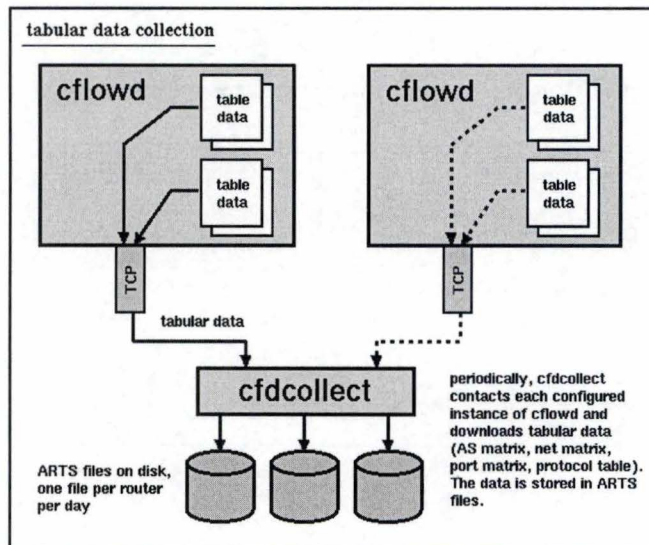 tabular data collection
cflowd
table
data
table
data
TCP
cflowd
table
data
table
data
TCP
tabular data
cfdcollect
periodically, cfdcollect
contacts each configured
instance of cflowd and
downloads tabular data
(AS matrix, net matrix,
port matrix, protocol table).
The data is stored in ARTS
files.
ARTS files on disk,
one file per router
per day